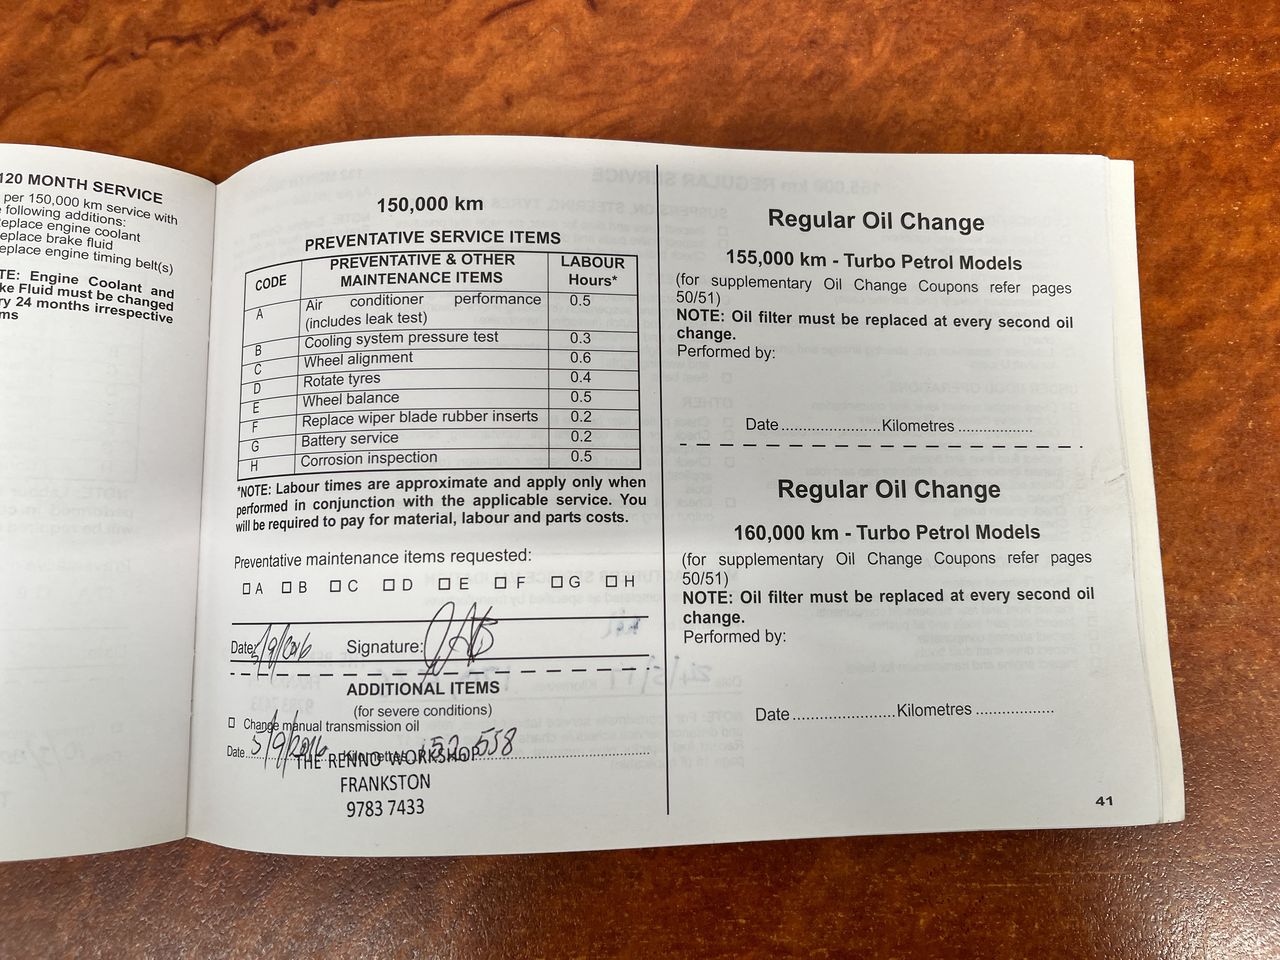 120 MONTH SERVICE
per 150,000 km service with
following additions:
eplace engine coolant
eplace brake fluid
eplace engine timing belt(s)
TE: Engine Coolant and
ke Fluid must be changed
ry 24 months irrespective
ms
150,000 km
PREVENTATIVE SERVICE ITEMS
CODE PREVENTATIVE & OTHER MAINTENANCE ITEMS LABOUR Hours*
A Air conditioner performance (includes leak test) 0.5
B Cooling system pressure test 0.3
C Wheel alignment 0.6
D Rotate tyres 0.4
E Wheel balance 0.5
F Replace wiper blade rubber inserts 0.2
G Battery service 0.2
H Corrosion inspection 0.5
*NOTE: Labour times are approximate and apply only when
performed in conjunction with the applicable service. You
will be required to pay for material, labour and parts costs.
Preventative maintenance items requested:
A B C D E F G H
Date 5/9/2016 Signature:
ADDITIONAL ITEMS
(for severe conditions)
Change manual transmission oil
Date 5/9/2016 Kilometres 152 558
THE RENNO WORKSHOP
FRANKSTON
9783 7433
Regular Oil Change
155,000 km - Turbo Petrol Models
(for supplementary Oil Change Coupons refer pages
50/51)
NOTE: Oil filter must be replaced at every second oil
change.
Performed by:
Date......................Kilometres .................
Regular Oil Change
160,000 km - Turbo Petrol Models
(for supplementary Oil Change Coupons refer pages
50/51)
NOTE: Oil filter must be replaced at every second oil
change.
Performed by:
Date.......................Kilometres ..................
41